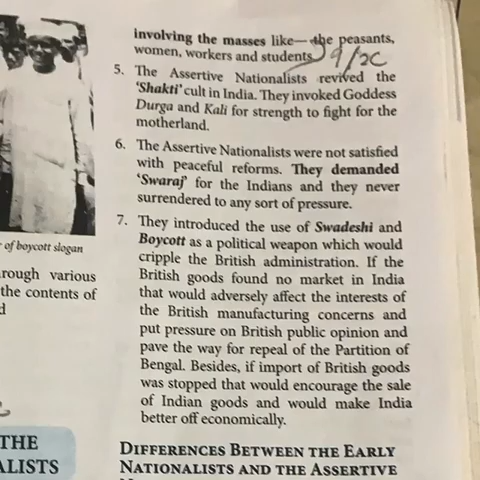 involving the masses like—the peasants,
women, workers and students
5. The Assertive Nationalists revived the
'Shakti' cult in India. They invoked Goddess
Durga and Kali for strength to fight for the
motherland.
6. The Assertive Nationalists were not satisfied
with peaceful reforms. They demanded
'Swaraj' for the Indians and they never
surrendered to any sort of pressure.
7. They introduced the use of Swadeshi and
Boycott as a political weapon which would
cripple the British administration. If the
British goods found no market in India
that would adversely affect the interests of
the British manufacturing concerns and
put pressure on British public opinion and
pave the way for repeal of the Partition of
Bengal. Besides, if import of British goods
was stopped that would encourage the sale
of Indian goods and would make India
better off economically.
DIFFERENCES BETWEEN THE EARLY
NATIONALISTS AND THE ASSERTIVE
of boycott slogan
rough various
the contents of
THE
ALISTS